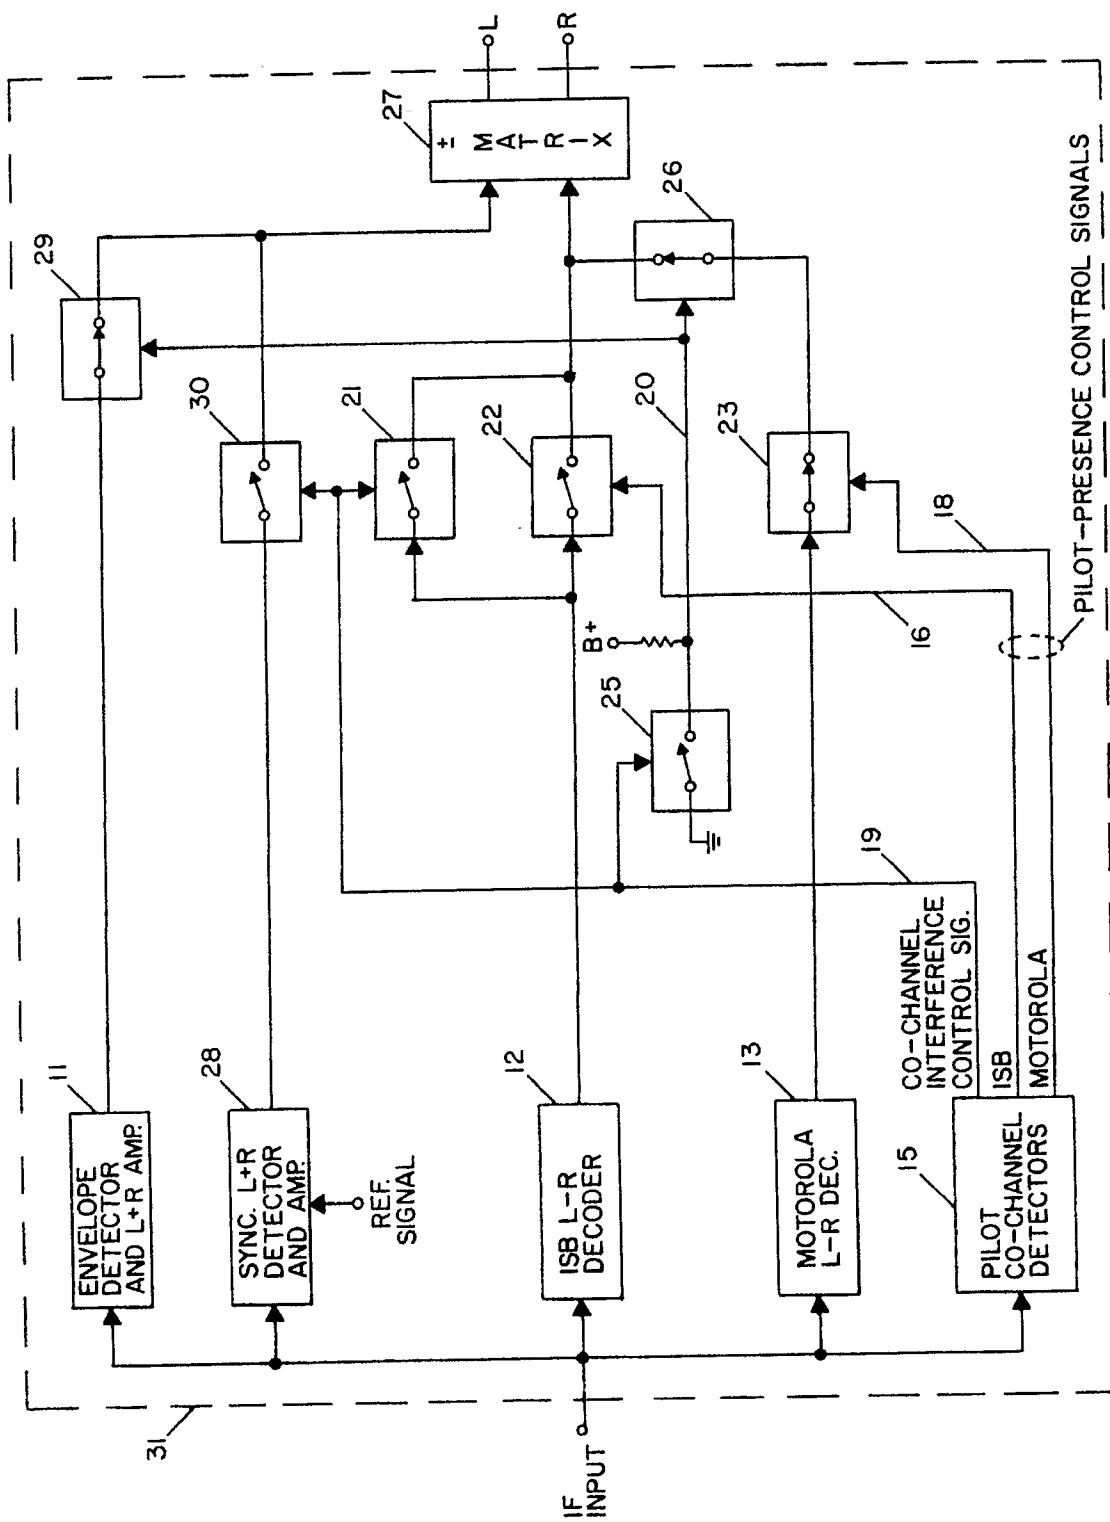 31
IF
INPUT
ENVELOPE
DETECTOR
AND L+R AMP.
11
SYNC. L+R
DETECTOR
AND AMP.
28
REF.
SIGNAL
ISB L-R
DECODER
12
MOTOROLA
L-R DEC.
13
PILOT
CO-CHANNEL
DETECTORS
15
CO-CHANNEL
INTERFERENCE
CONTROL SIG.
ISB
MOTOROLA
19
25
B+
16
18
PILOT-PRESENCE CONTROL SIGNALS
20
30
21
22
23
29
26
27
±
MATRIX
L
R